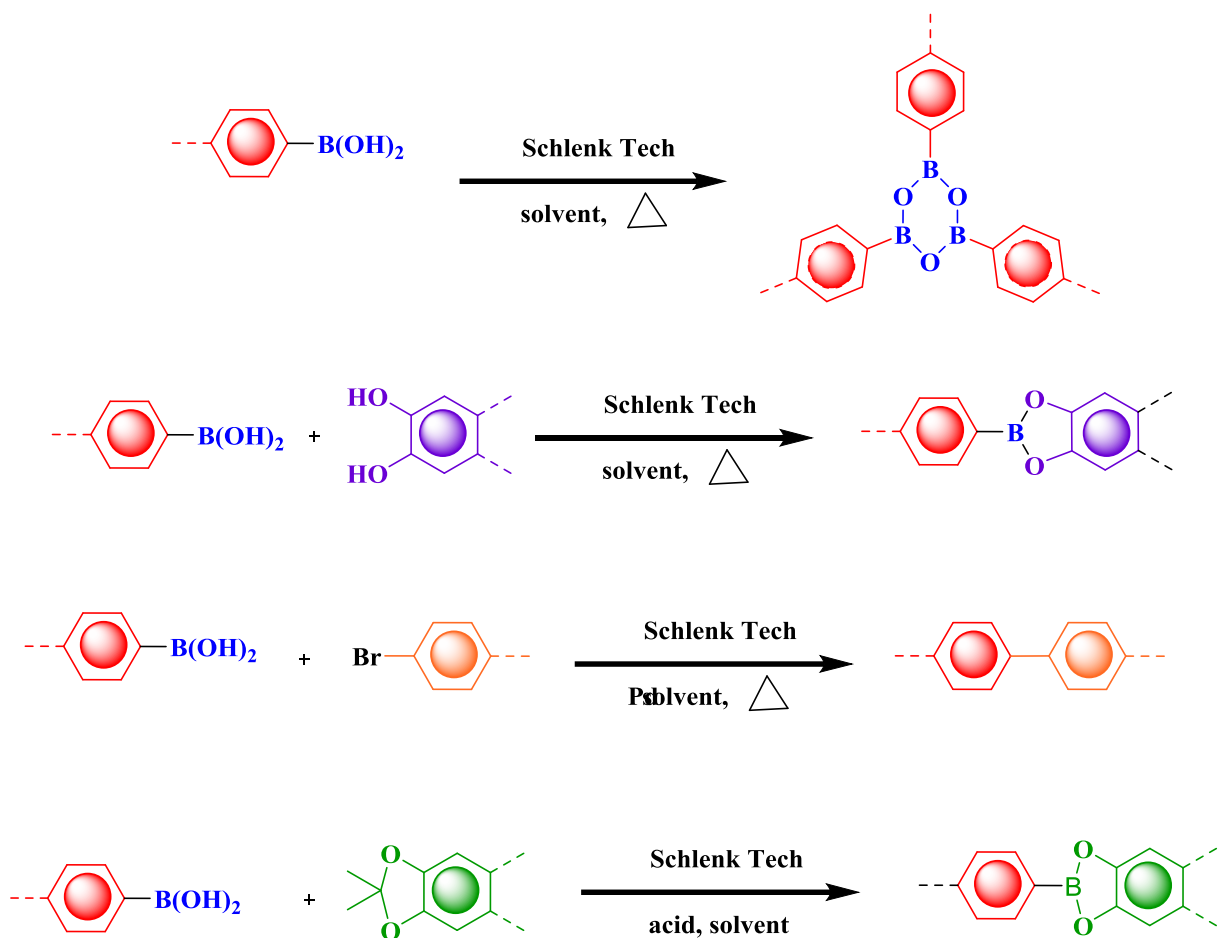 B(OH)2
Schlenk Tech
solvent,
B
O O
B B
O
B(OH)2
+
HO
HO
Schlenk Tech
solvent,
O
B
O
B(OH)2
+
Br
Schlenk Tech
Pd solvent,
B(OH)2
+
O
O
Schlenk Tech
acid, solvent
O
B
O